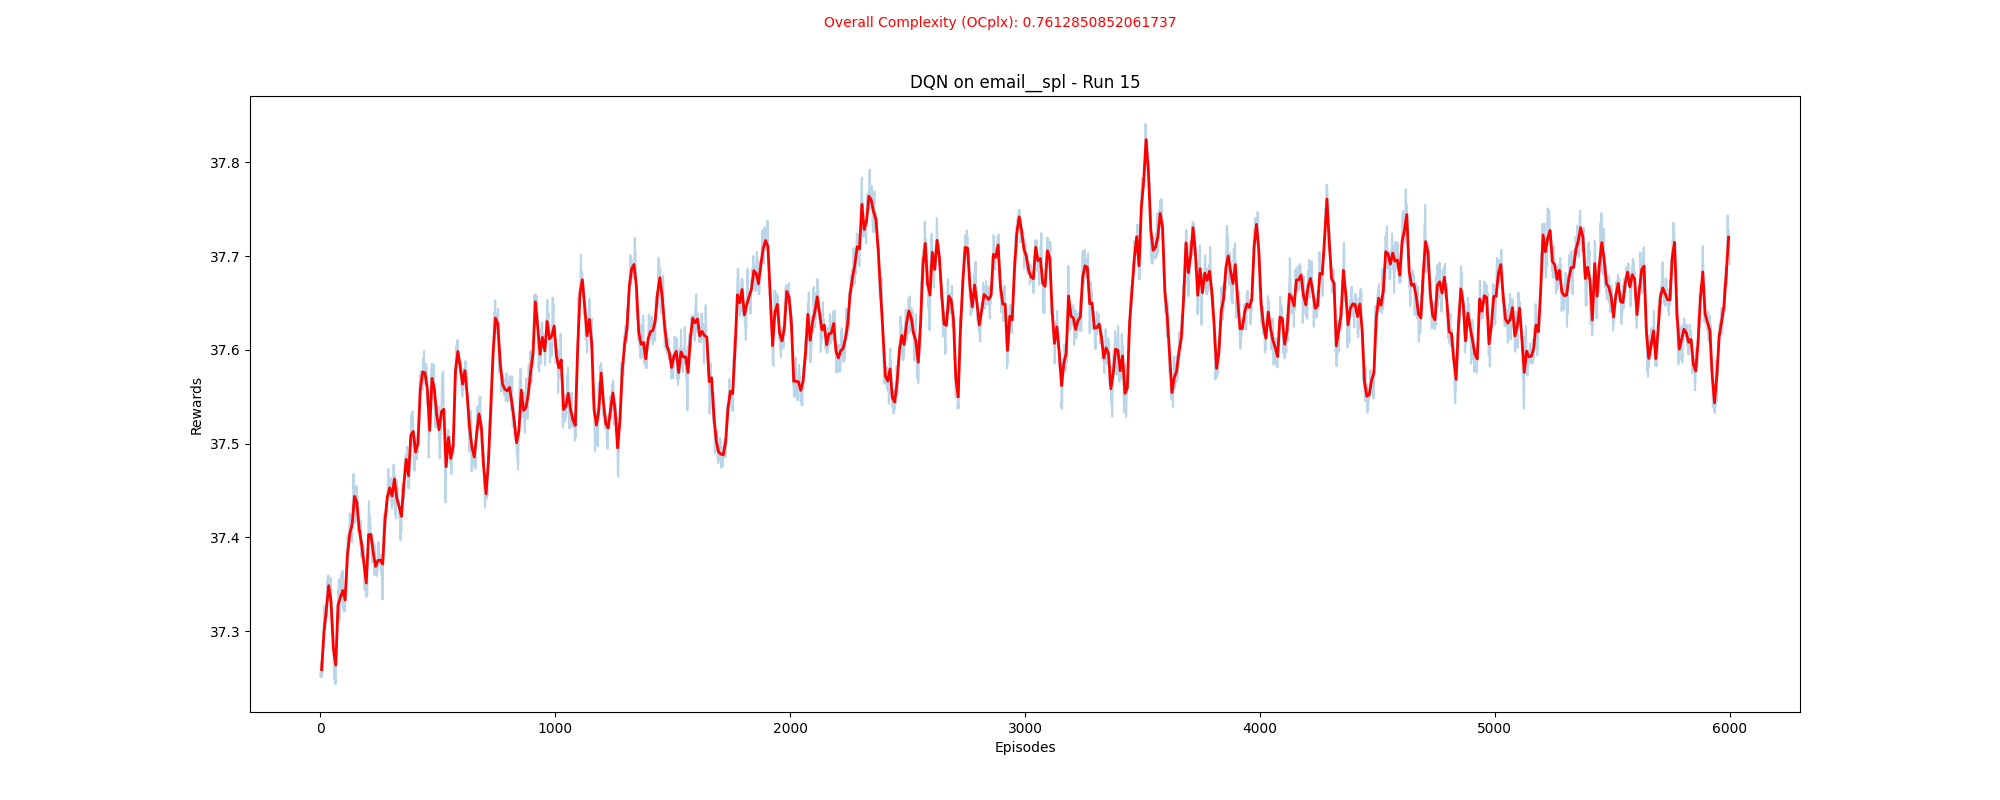 Overall Complexity (OCplx): 0.7612850852061737
DQN on email__spl - Run 15
37.8
37.7
37.6
37.5
37.4
37.3
Rewards
0 1000 2000 3000 4000 5000 6000
Episodes